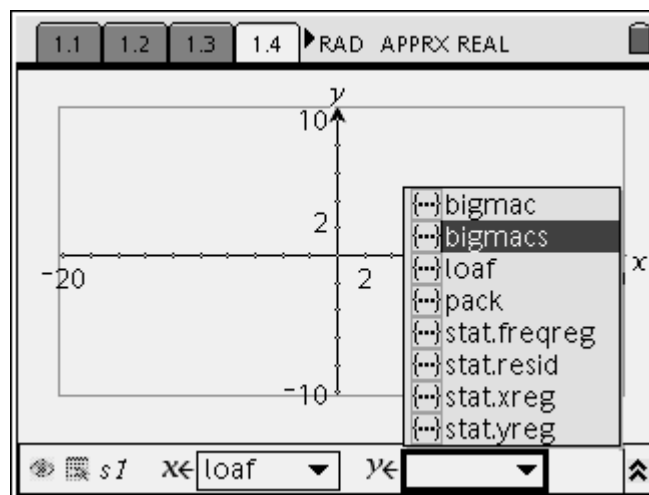 1.1 1.2 1.3 1.4 RAD APPRX REAL
y
10
2
-20
2
x
-10
bigmac
bigmacs
loaf
pack
stat.freqreg
stat.resid
stat.xreg
stat.yreg
s1 x← loaf y←